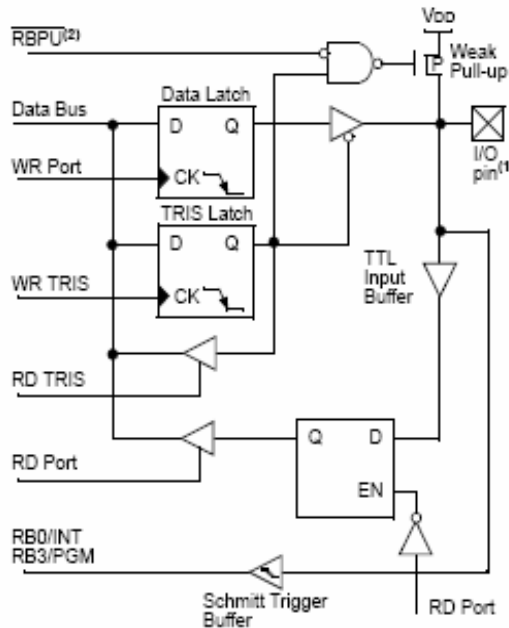 VDD
RBPU(2)
P
Weak
Pull-up
Data Bus
Data Latch
D Q
WR Port
CK
I/O
pin(1
TRIS Latch
D Q
WR TRIS
CK
TTL
Input
Buffer
RD TRIS
Q D
RD Port
EN
RB0/INT
RB3/PGM
Schmitt Trigger
Buffer
RD Port